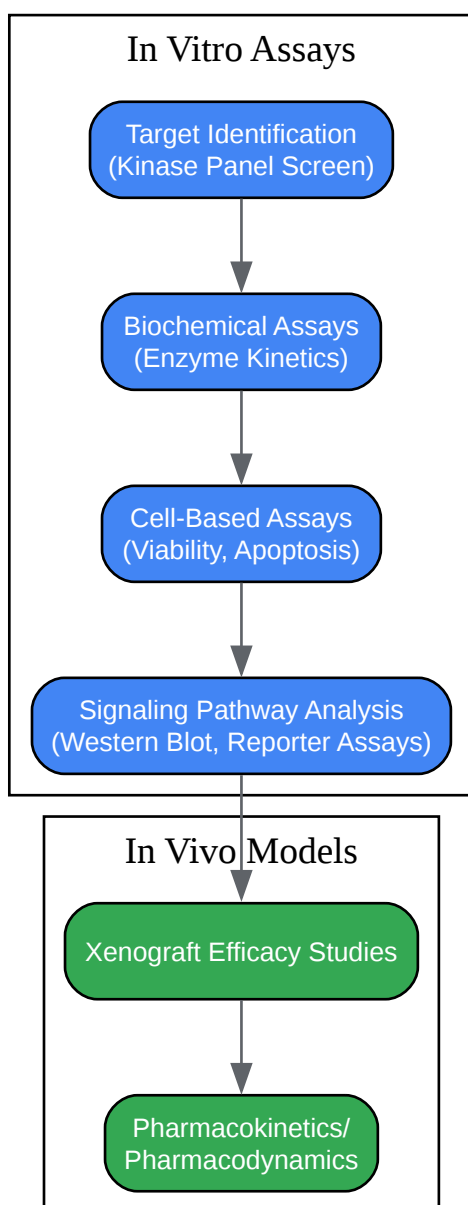 In Vitro Assays
Target Identification
(Kinase Panel Screen)
Biochemical Assays
(Enzyme Kinetics)
Cell-Based Assays
(Viability, Apoptosis)
Signaling Pathway Analysis
(Western Blot, Reporter Assays)
In Vivo Models
Xenograft Efficacy Studies
Pharmacokinetics/
Pharmacodynamics